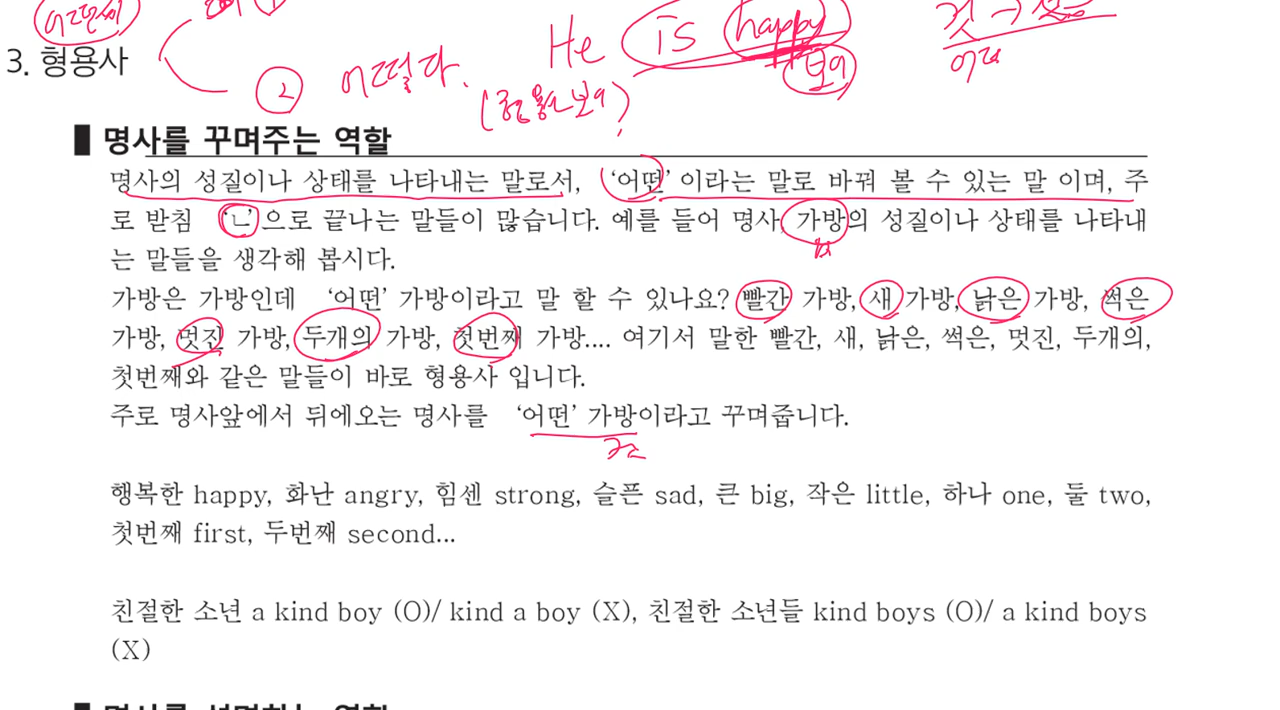 어떤
He is happy
3. 형용사
② 어떻다.
보어
(형용보어)
▮ 명사를 꾸며주는 역할
명사의 성질이나 상태를 나타내는 말로서, ‘어떤’ 이라는 말로 바꿔 볼 수 있는 말 이며, 주
로 받침 ‘ㄴ’으로 끝나는 말들이 많습니다. 예를 들어 명사, 가방의 성질이나 상태를 나타내
는 말들을 생각해 봅시다.
가방은 가방인데 ‘어떤’ 가방이라고 말 할 수 있나요? 빨간 가방, 새 가방, 낡은 가방, 썩은
가방, 멋진 가방, 두개의 가방, 첫번째 가방.... 여기서 말한 빨간, 새, 낡은, 썩은, 멋진, 두개의,
첫번째와 같은 말들이 바로 형용사 입니다.
주로 명사앞에서 뒤에오는 명사를 ‘어떤’ 가방이라고 꾸며줍니다.
행복한 happy, 화난 angry, 힘센 strong, 슬픈 sad, 큰 big, 작은 little, 하나 one, 둘 two,
첫번째 first, 두번째 second...
친절한 소년 a kind boy (O)/ kind a boy (X), 친절한 소년들 kind boys (O)/ a kind boys
(X)